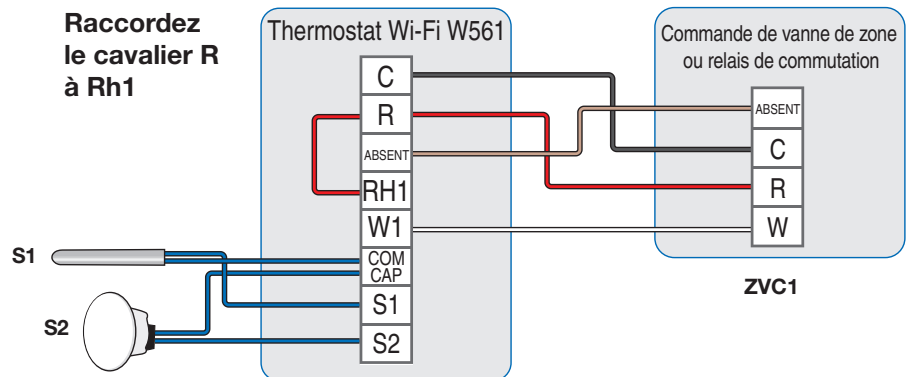 Raccordez
le cavalier R
à Rh1
Thermostat Wi-Fi W561
C
R
ABSENT
RH1
W1
COM
CAP
S1
S2
S1
S2
Commande de vanne de zone
ou relais de commutation
ABSENT
C
R
W
ZVC1